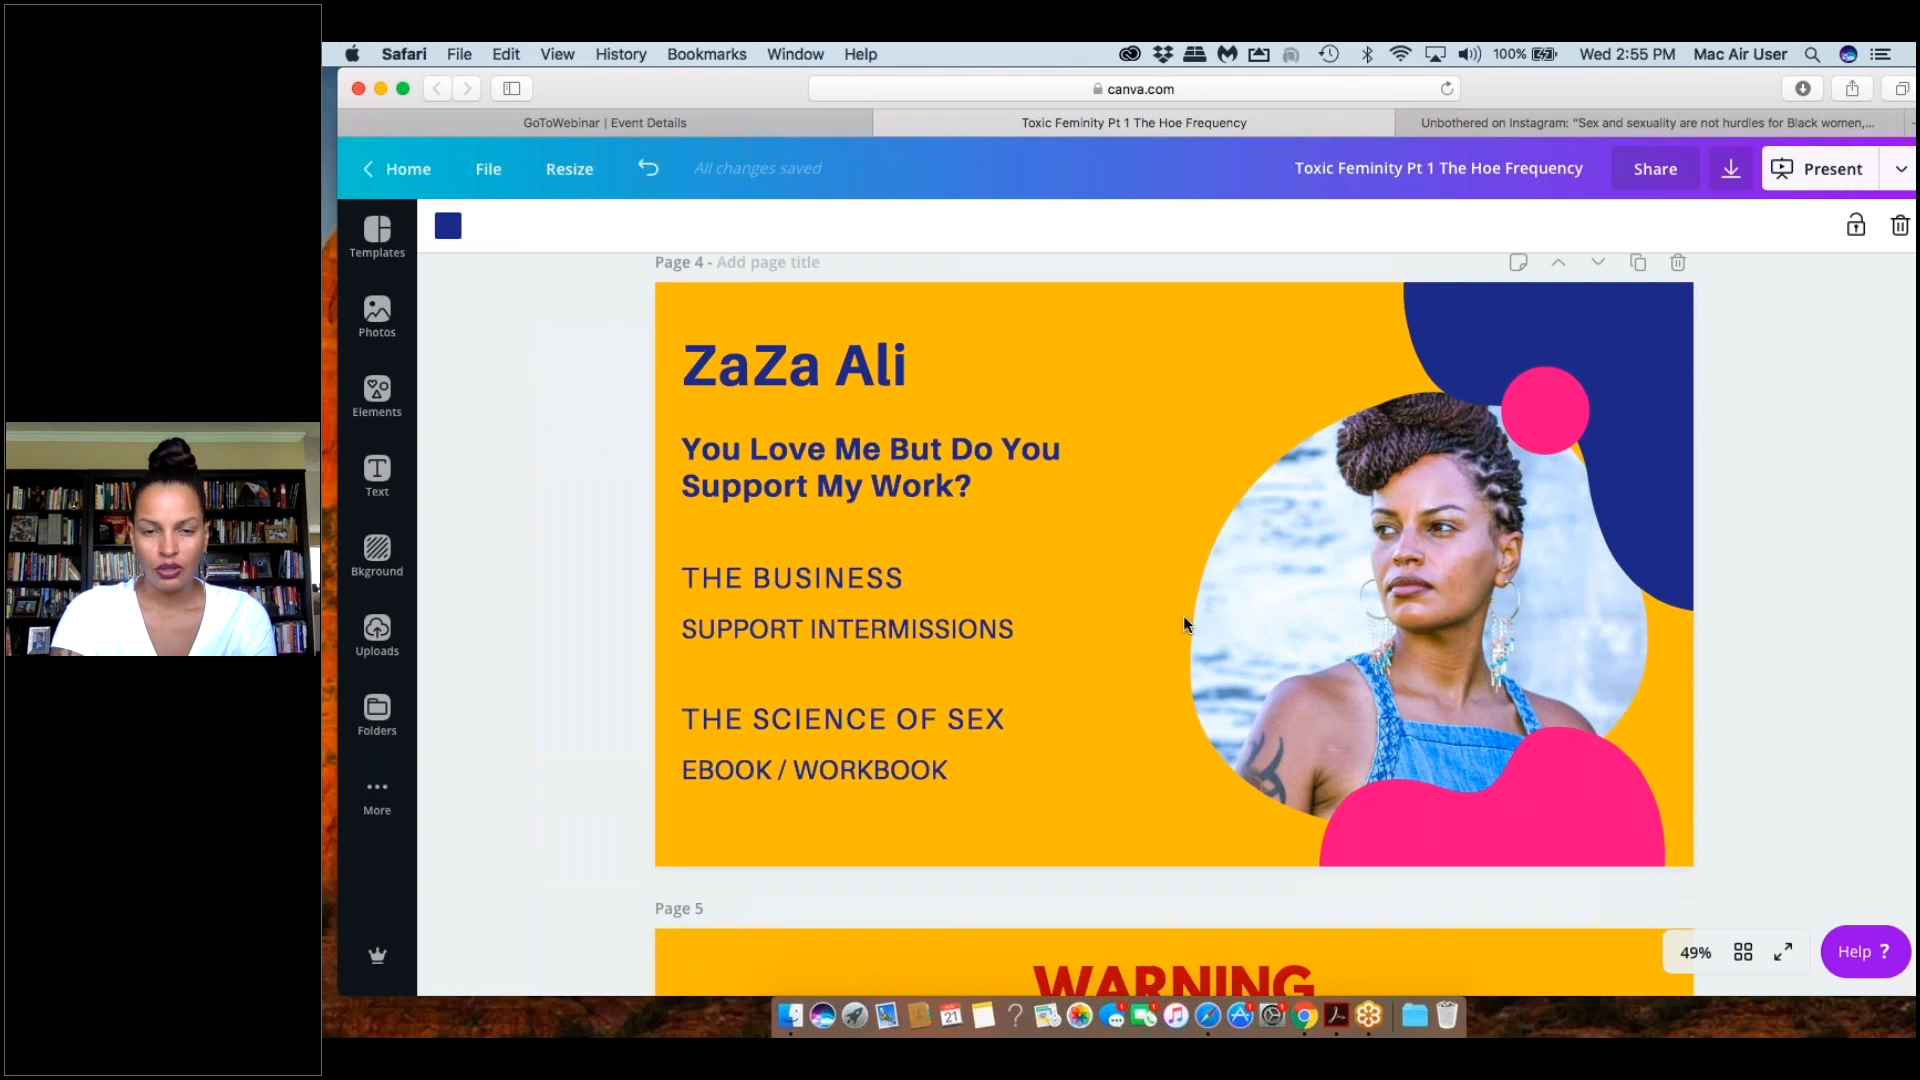 Safari File Edit View History Bookmarks Window Help
100% Wed 2:55 PM Mac Air User
canva.com
GoToWebinar | Event Details
Toxic Feminity Pt 1 The Hoe Frequency
Unbothered on Instagram: “Sex and sexuality are not hurdles for Black women,...
Home File Resize All changes saved
Toxic Feminity Pt 1 The Hoe Frequency
Share
Present
Templates
Photos
Elements
Text
Bkground
Uploads
Folders
More
Page 4 - Add page title
ZaZa Ali
You Love Me But Do You
Support My Work?
THE BUSINESS
SUPPORT INTERMISSIONS
THE SCIENCE OF SEX
EBOOK / WORKBOOK
Page 5
WARNING
49%
Help ?
21